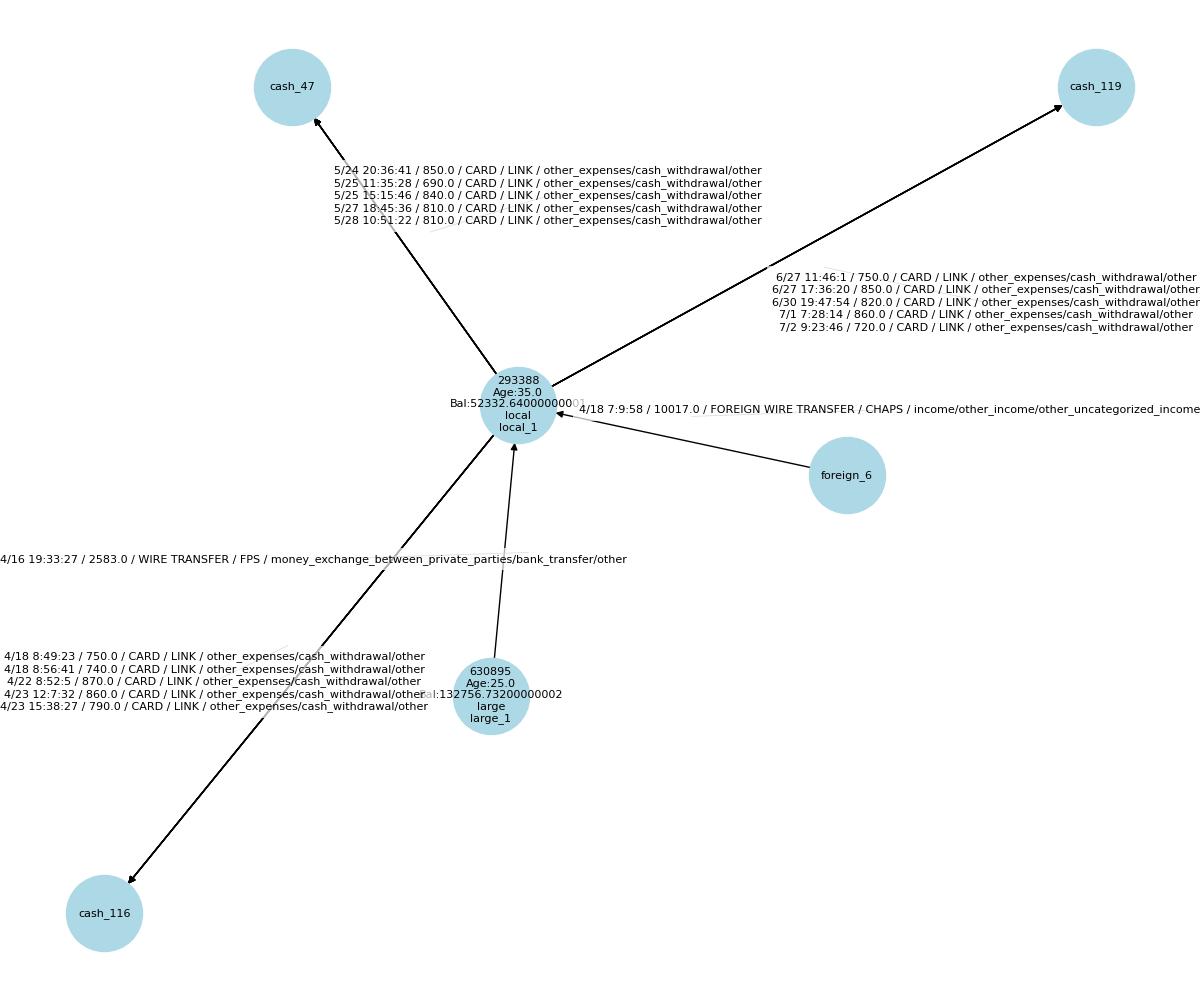 cash_47
cash_119
5/24 20:36:41 / 850.0 / CARD / LINK / other_expenses/cash_withdrawal/other
5/25 11:35:28 / 690.0 / CARD / LINK / other_expenses/cash_withdrawal/other
5/25 15:15:46 / 840.0 / CARD / LINK / other_expenses/cash_withdrawal/other
5/27 18:45:36 / 810.0 / CARD / LINK / other_expenses/cash_withdrawal/other
5/28 10:51:22 / 810.0 / CARD / LINK / other_expenses/cash_withdrawal/other
6/27 11:46:1 / 750.0 / CARD / LINK / other_expenses/cash_withdrawal/other
6/27 17:36:20 / 850.0 / CARD / LINK / other_expenses/cash_withdrawal/other
6/30 19:47:54 / 820.0 / CARD / LINK / other_expenses/cash_withdrawal/other
7/1 7:28:14 / 860.0 / CARD / LINK / other_expenses/cash_withdrawal/other
7/2 9:23:46 / 720.0 / CARD / LINK / other_expenses/cash_withdrawal/other
293388
Age:35.0
Bal:52332.64000000001
local
local_1
4/18 7:9:58 / 10017.0 / FOREIGN WIRE TRANSFER / CHAPS / income/other_income/other_uncategorized_income
foreign_6
4/16 19:33:27 / 2583.0 / WIRE TRANSFER / FPS / money_exchange_between_private_parties/bank_transfer/other
4/18 8:49:23 / 750.0 / CARD / LINK / other_expenses/cash_withdrawal/other
4/18 8:56:41 / 740.0 / CARD / LINK / other_expenses/cash_withdrawal/other
4/22 8:52:5 / 870.0 / CARD / LINK / other_expenses/cash_withdrawal/other
4/23 12:7:32 / 860.0 / CARD / LINK / other_expenses/cash_withdrawal/other
4/23 15:38:27 / 790.0 / CARD / LINK / other_expenses/cash_withdrawal/other
630895
Age:25.0
Bal:132756.73200000002
large
large_1
cash_116